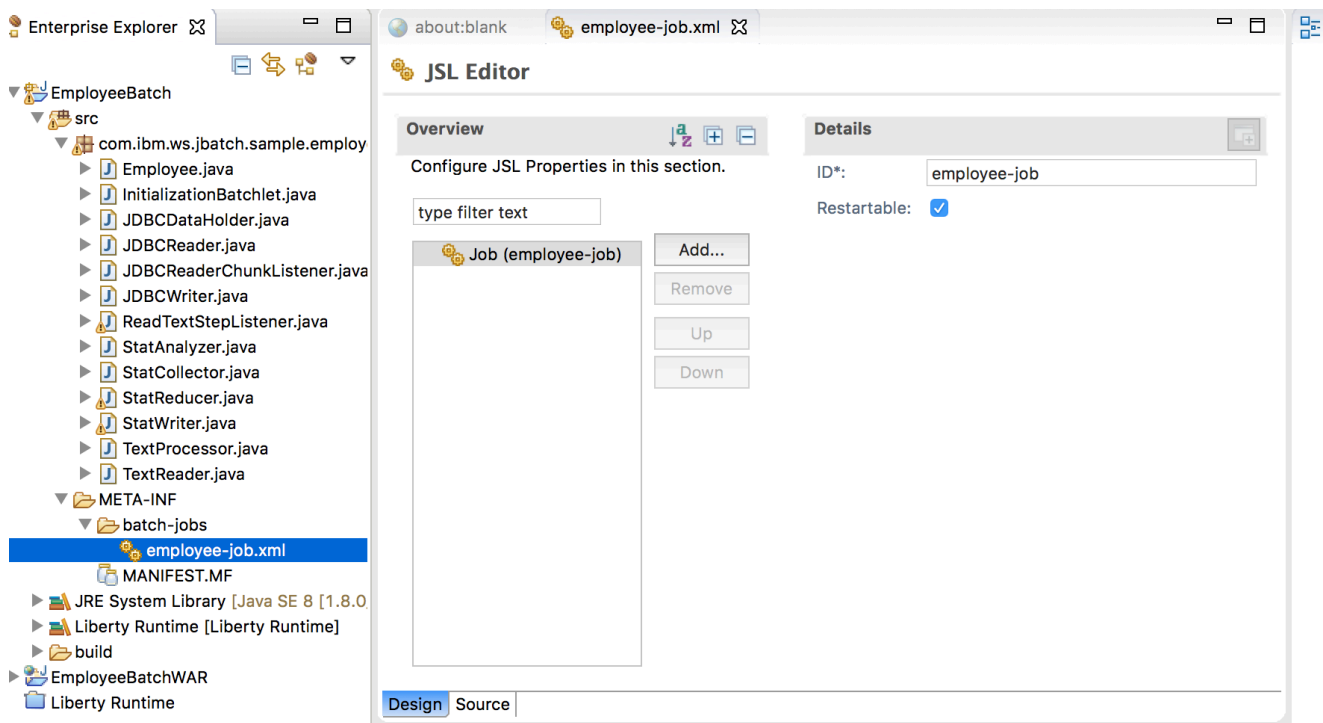 Enterprise Explorer
EmployeeBatch
src
com.ibm.ws.jbatch.sample.employ
Employee.java
InitializationBatchlet.java
JDBCDataHolder.java
JDBCReader.java
JDBCReaderChunkListener.java
JDBCWriter.java
ReadTextStepListener.java
StatAnalyzer.java
StatCollector.java
StatReducer.java
StatWriter.java
TextProcessor.java
TextReader.java
META-INF
batch-jobs
employee-job.xml
MANIFEST.MF
JRE System Library [Java SE 8 [1.8.0
Liberty Runtime [Liberty Runtime]
build
EmployeeBatchWAR
Liberty Runtime
about:blank
employee-job.xml
JSL Editor
Overview
Configure JSL Properties in this section.
type filter text
Job (employee-job)
Add...
Remove
Up
Down
Details
ID*:
employee-job
Restartable:
Design
Source